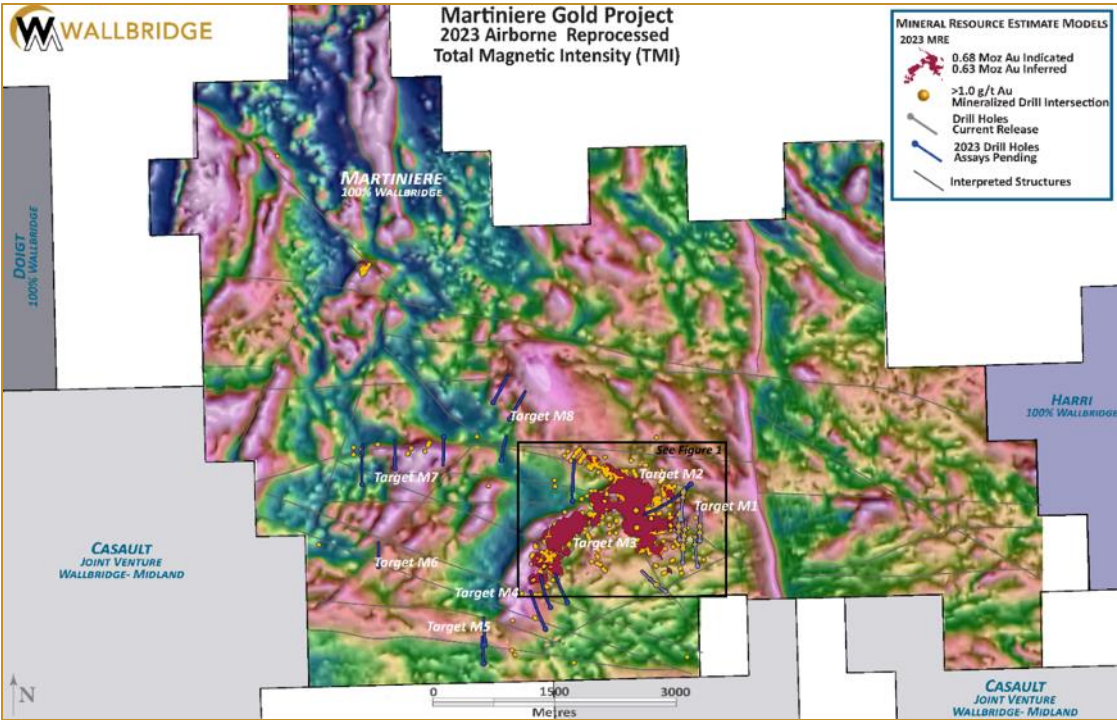 WALLBRIDGE
Martiniere Gold Project
2023 Airborne Reprocessed
Total Magnetic Intensity (TMI)
MINERAL RESOURCE ESTIMATE MODELS
2023 MRE
0.68 Moz Au Indicated
0.63 Moz Au Inferred
>1.0 g/t Au
Mineralized Drill Intersection
Drill Holes
Current Release
2023 Drill Holes
Assays Pending
Interpreted Structures
MARTINIERE
100% WALLBRIDGE
DOIGT
100% WALLBRIDGE
HARRI
100% WALLBRIDGE
Target M8
See Figure 1
Target M7
Target M2
Target M1
Target M3
Target M6
Target M4
Target M5
CASAULT
JOINT VENTURE
WALLBRIDGE- MIDLAND
N
0 1500 3000
Metres
CASAULT
JOINT VENTURE
WALLBRIDGE- MIDLAND